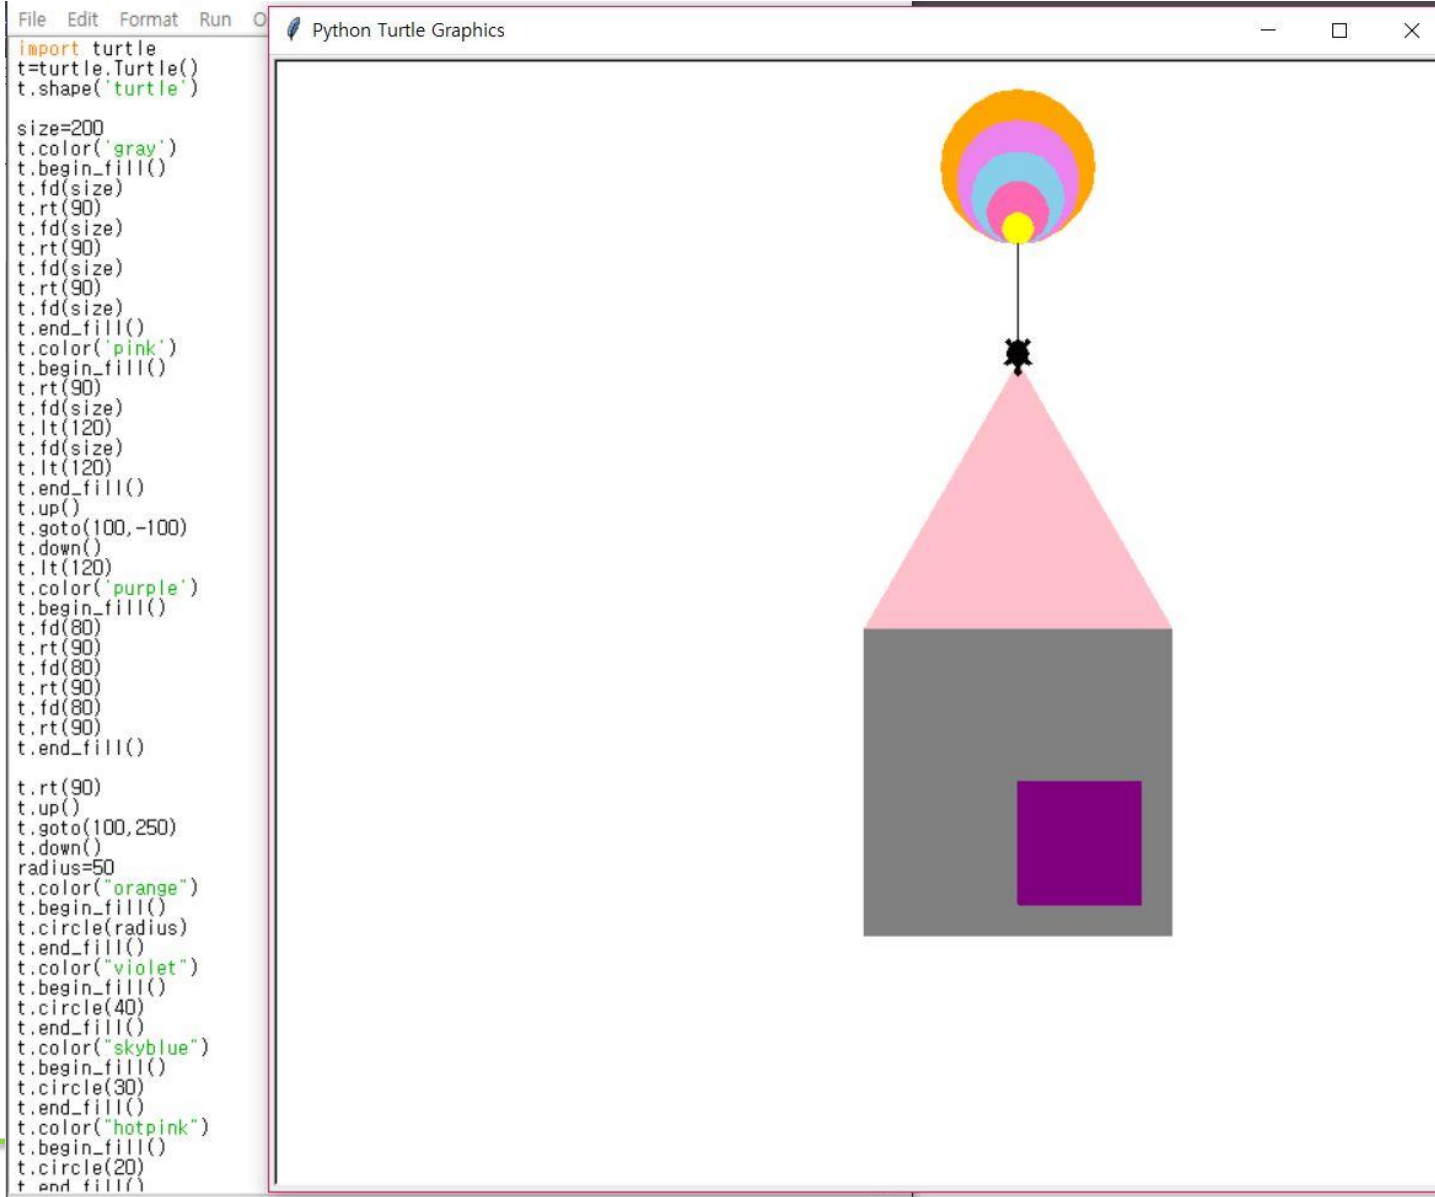 File Edit Format Run O
Python Turtle Graphics
import turtle
t=turtle.Turtle()
t.shape('turtle')
size=200
t.color('gray')
t.begin_fill()
t.fd(size)
t.rt(90)
t.fd(size)
t.rt(90)
t.fd(size)
t.rt(90)
t.fd(size)
t.end_fill()
t.color('pink')
t.begin_fill()
t.rt(90)
t.fd(size)
t.lt(120)
t.fd(size)
t.lt(120)
t.end_fill()
t.up()
t.goto(100,-100)
t.down()
t.lt(120)
t.color('purple')
t.begin_fill()
t.fd(80)
t.rt(90)
t.fd(80)
t.rt(90)
t.fd(80)
t.rt(90)
t.end_fill()
t.rt(90)
t.up()
t.goto(100,250)
t.down()
radius=50
t.color("orange")
t.begin_fill()
t.circle(radius)
t.end_fill()
t.color("violet")
t.begin_fill()
t.circle(40)
t.end_fill()
t.color("skyblue")
t.begin_fill()
t.circle(30)
t.end_fill()
t.color("hotpink")
t.begin_fill()
t.circle(20)
t.end_fill()